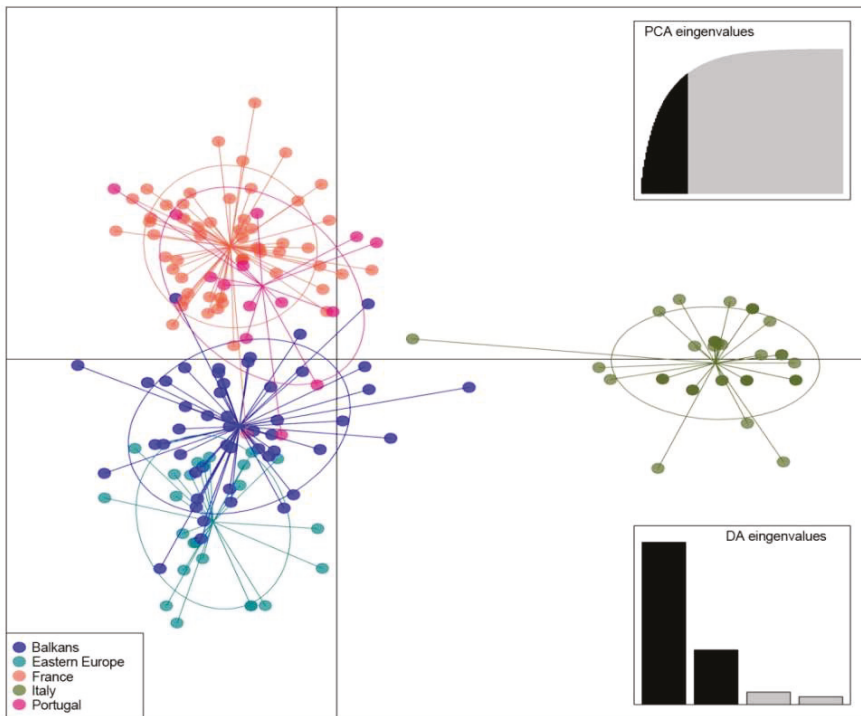 PCA eingenvalues
DA eingenvalues
Balkans
Eastern Europe
France
Italy
Portugal